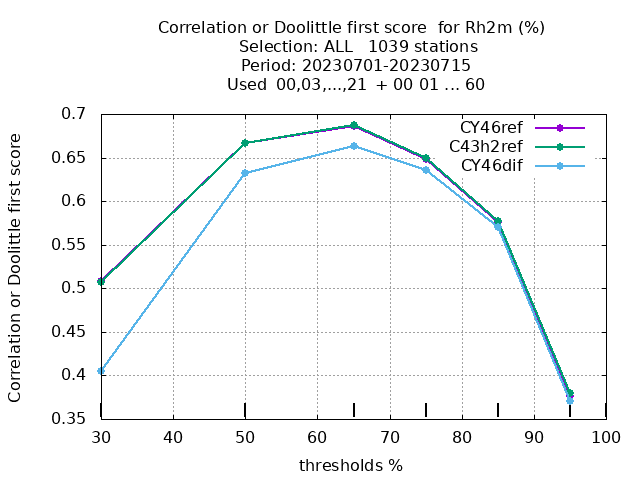 Correlation or Doolittle first score  for Rh2m (%)
Selection: ALL   1039 stations
Period: 20230701-20230715
Used  00,03,...,21  + 00 01 ... 60
Correlation or Doolittle first score
0.7
0.65
0.6
0.55
0.5
0.45
0.4
0.35
CY46ref
C43h2ref
CY46dif
30 40 50 60 70 80 90 100
thresholds %